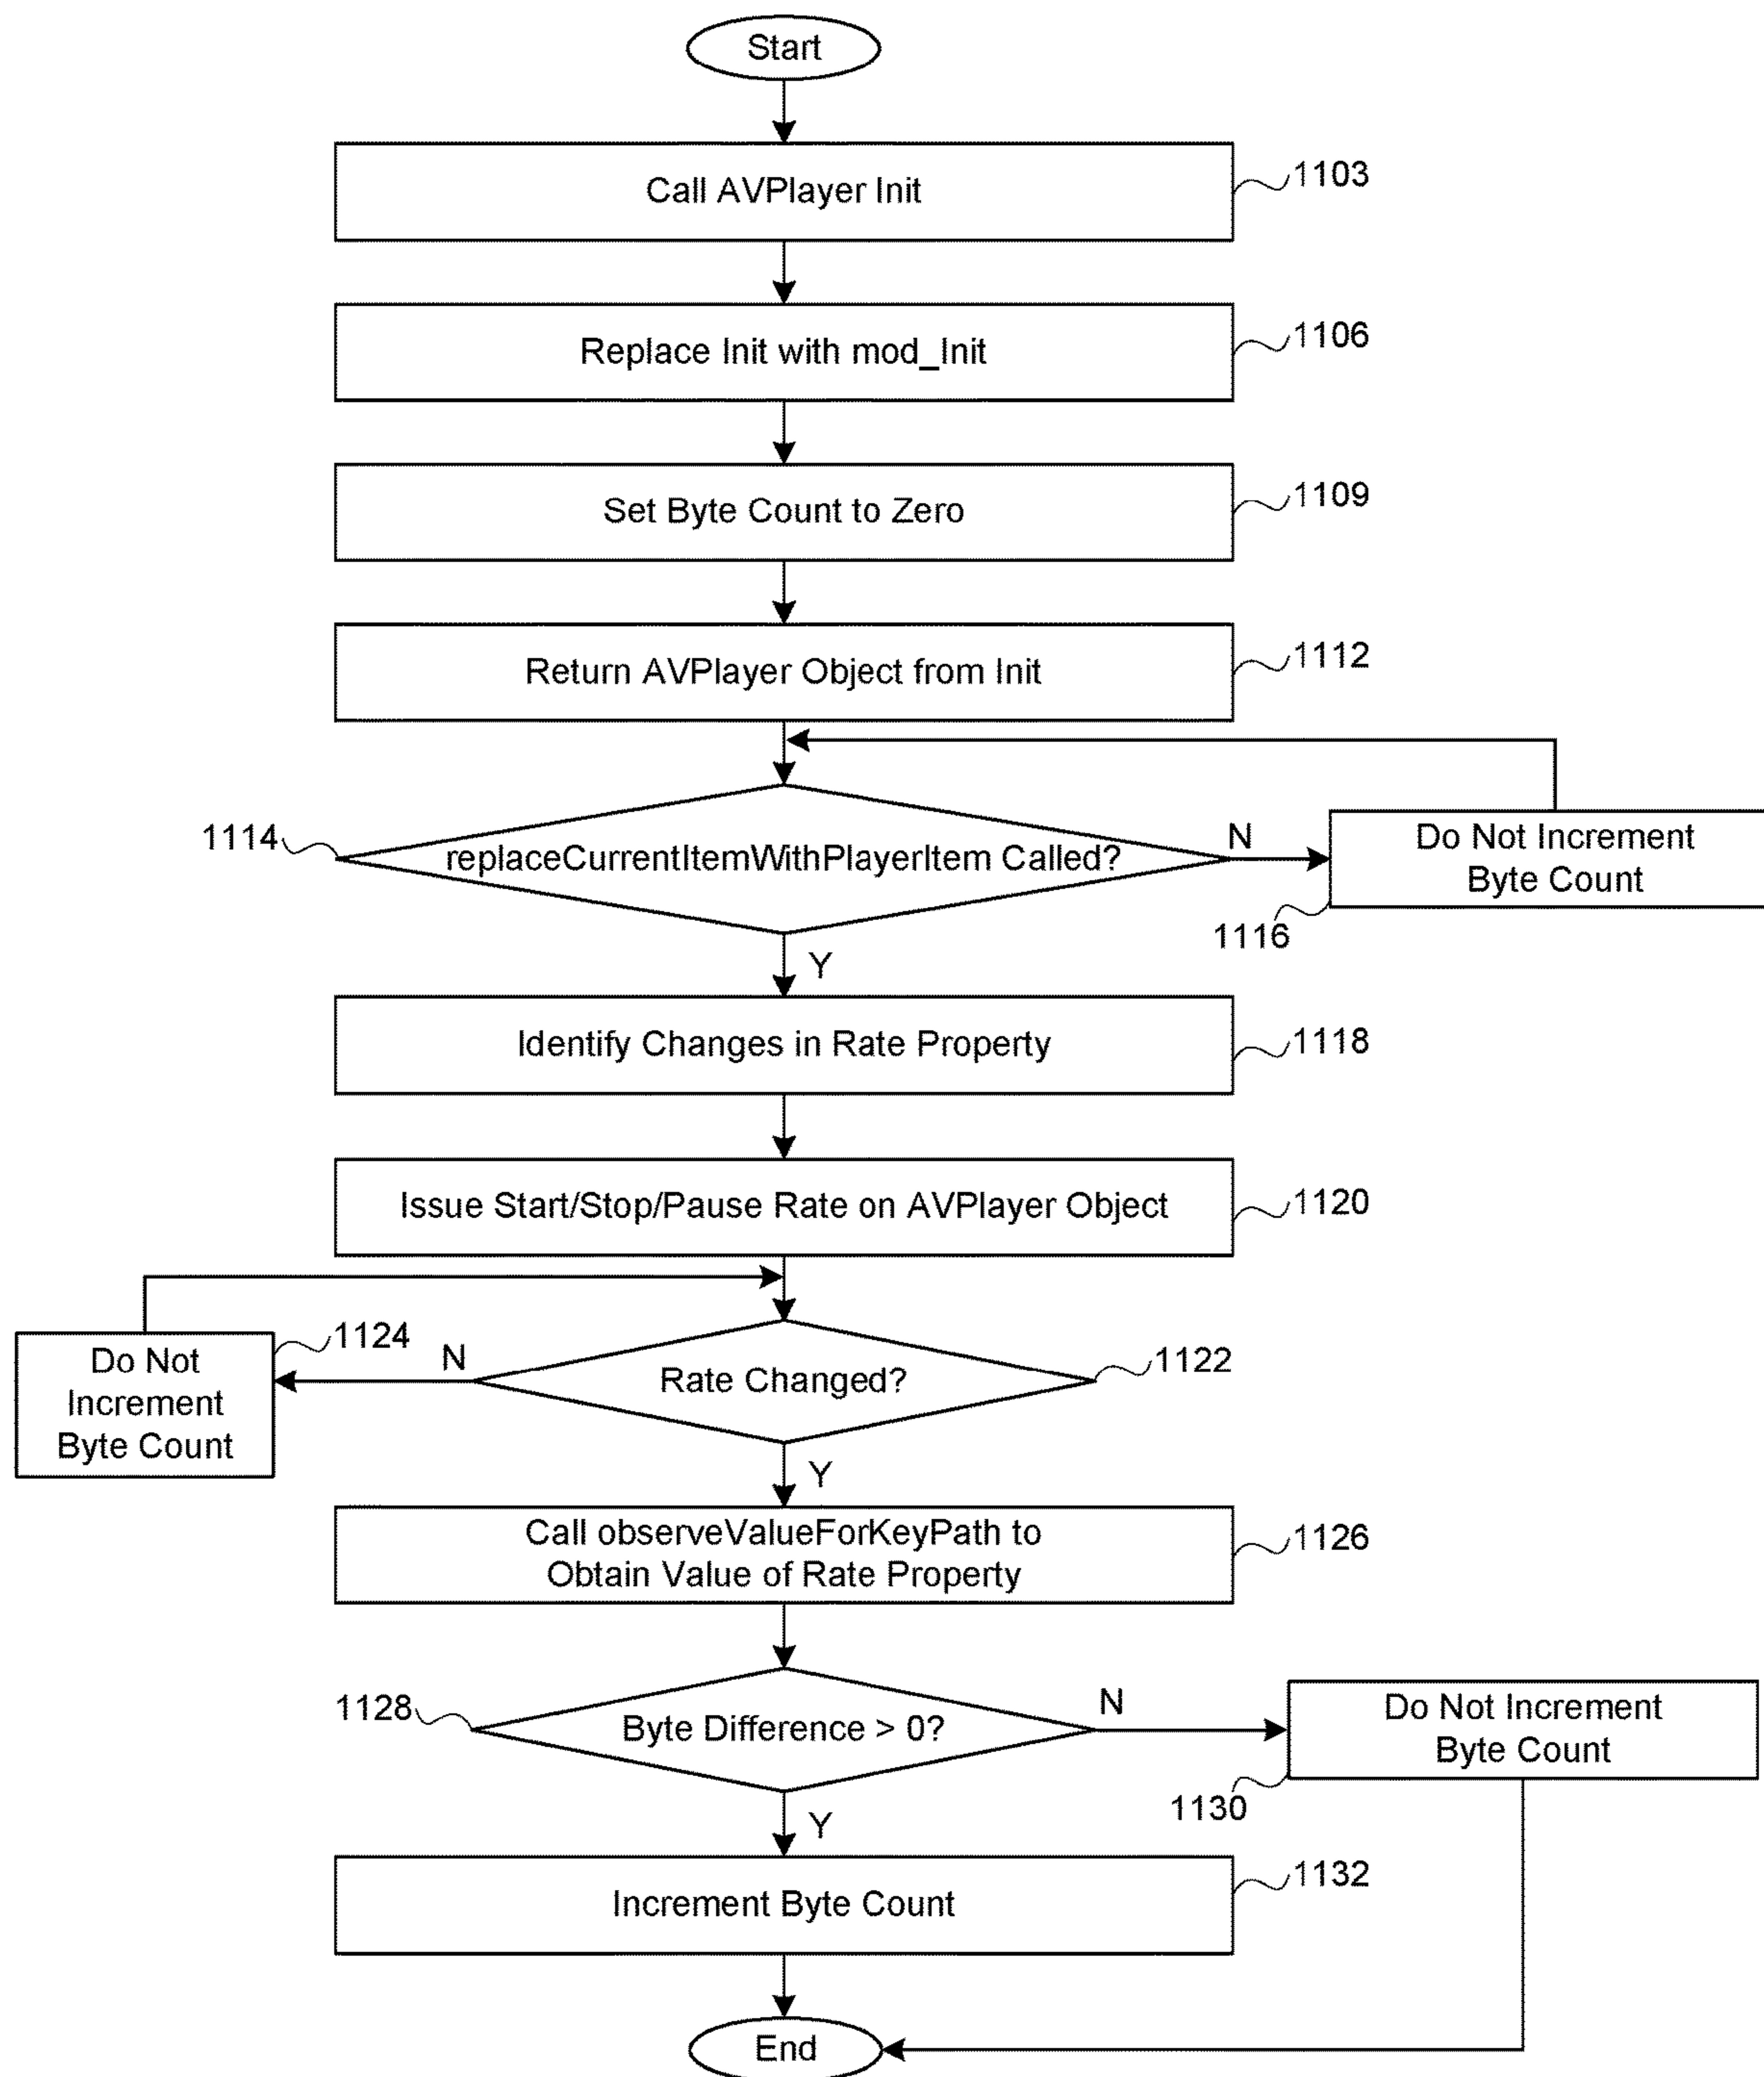 Start
Call AVPlayer Init
1103
Replace Init with mod_Init
1106
Set Byte Count to Zero
1109
Return AVPlayer Object from Init
1112
1114
replaceCurrentItemWithPlayerItem Called?
N
Do Not Increment
Byte Count
1116
Y
Identify Changes in Rate Property
1118
Issue Start/Stop/Pause Rate on AVPlayer Object
1120
Do Not
Increment
Byte Count
1124
N
Rate Changed?
1122
Y
Call observeValueForKeyPath to
Obtain Value of Rate Property
1126
1128
Byte Difference > 0?
N
Do Not Increment
Byte Count
1130
Y
Increment Byte Count
1132
End